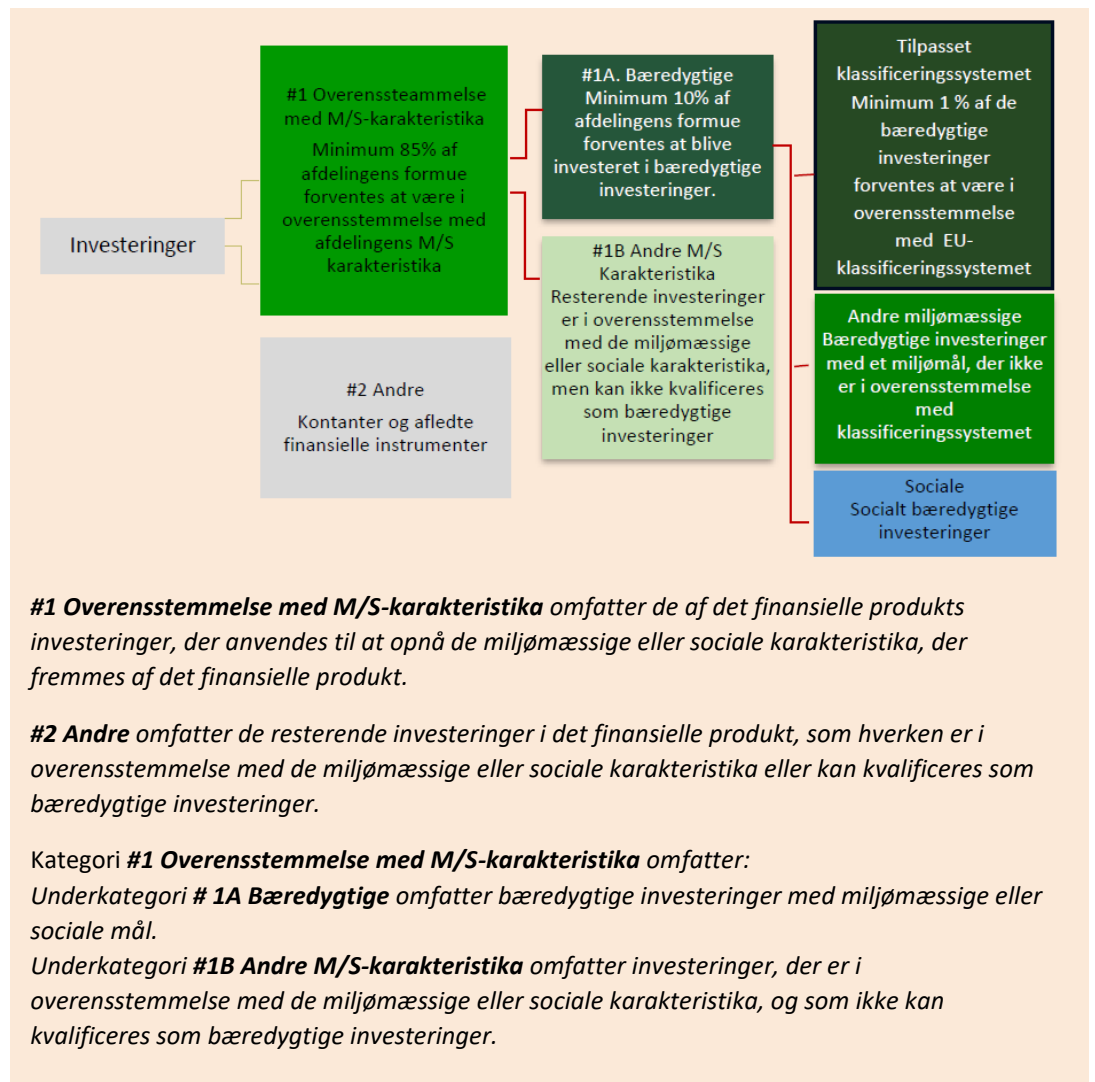 Investeringer
#1 Overenssteammelse
med M/S-karakteristika
Minimum 85% af
afdelingens formue
forventes at være i
overensstemmelse med
afdelingens M/S
karakteristika
#2 Andre
Kontanter og afledte
finansielle instrumenter
#1A. Bæredygtige
Minimum 10% af
afdelingens formue
forventes at blive
investeret i bæredygtige
investeringer.
#1B Andre M/S
Karakteristika
Resterende investeringer
er i overensstemmelse
med de miljømæssige
eller sociale karakteristika,
men kan ikke kvalificeres
som bæredygtige
investeringer
Tilpasset
klassificeringssystemet
Minimum 1 % af de
bæredygtige
investeringer
forventes at være i
overensstemmelse
med EU-
klassificeringssystemet
Andre miljømæssige
Bæredygtige investeringer
med et miljømål, der ikke
er i overensstemmelse
med
klassificeringssystemet
Sociale
Socialt bæredygtige
investeringer
#1 Overensstemmelse med M/S-karakteristika omfatter de af det finansielle produkts
investeringer, der anvendes til at opnå de miljømæssige eller sociale karakteristika, der
fremmes af det finansielle produkt.
#2 Andre omfatter de resterende investeringer i det finansielle produkt, som hverken er i
overensstemmelse med de miljømæssige eller sociale karakteristika eller kan kvalificeres som
bæredygtige investeringer.
Kategori #1 Overensstemmelse med M/S-karakteristika omfatter:
Underkategori # 1A Bæredygtige omfatter bæredygtige investeringer med miljømæssige eller
sociale mål.
Underkategori #1B Andre M/S-karakteristika omfatter investeringer, der er i
overensstemmelse med de miljømæssige eller sociale karakteristika, og som ikke kan
kvalificeres som bæredygtige investeringer.